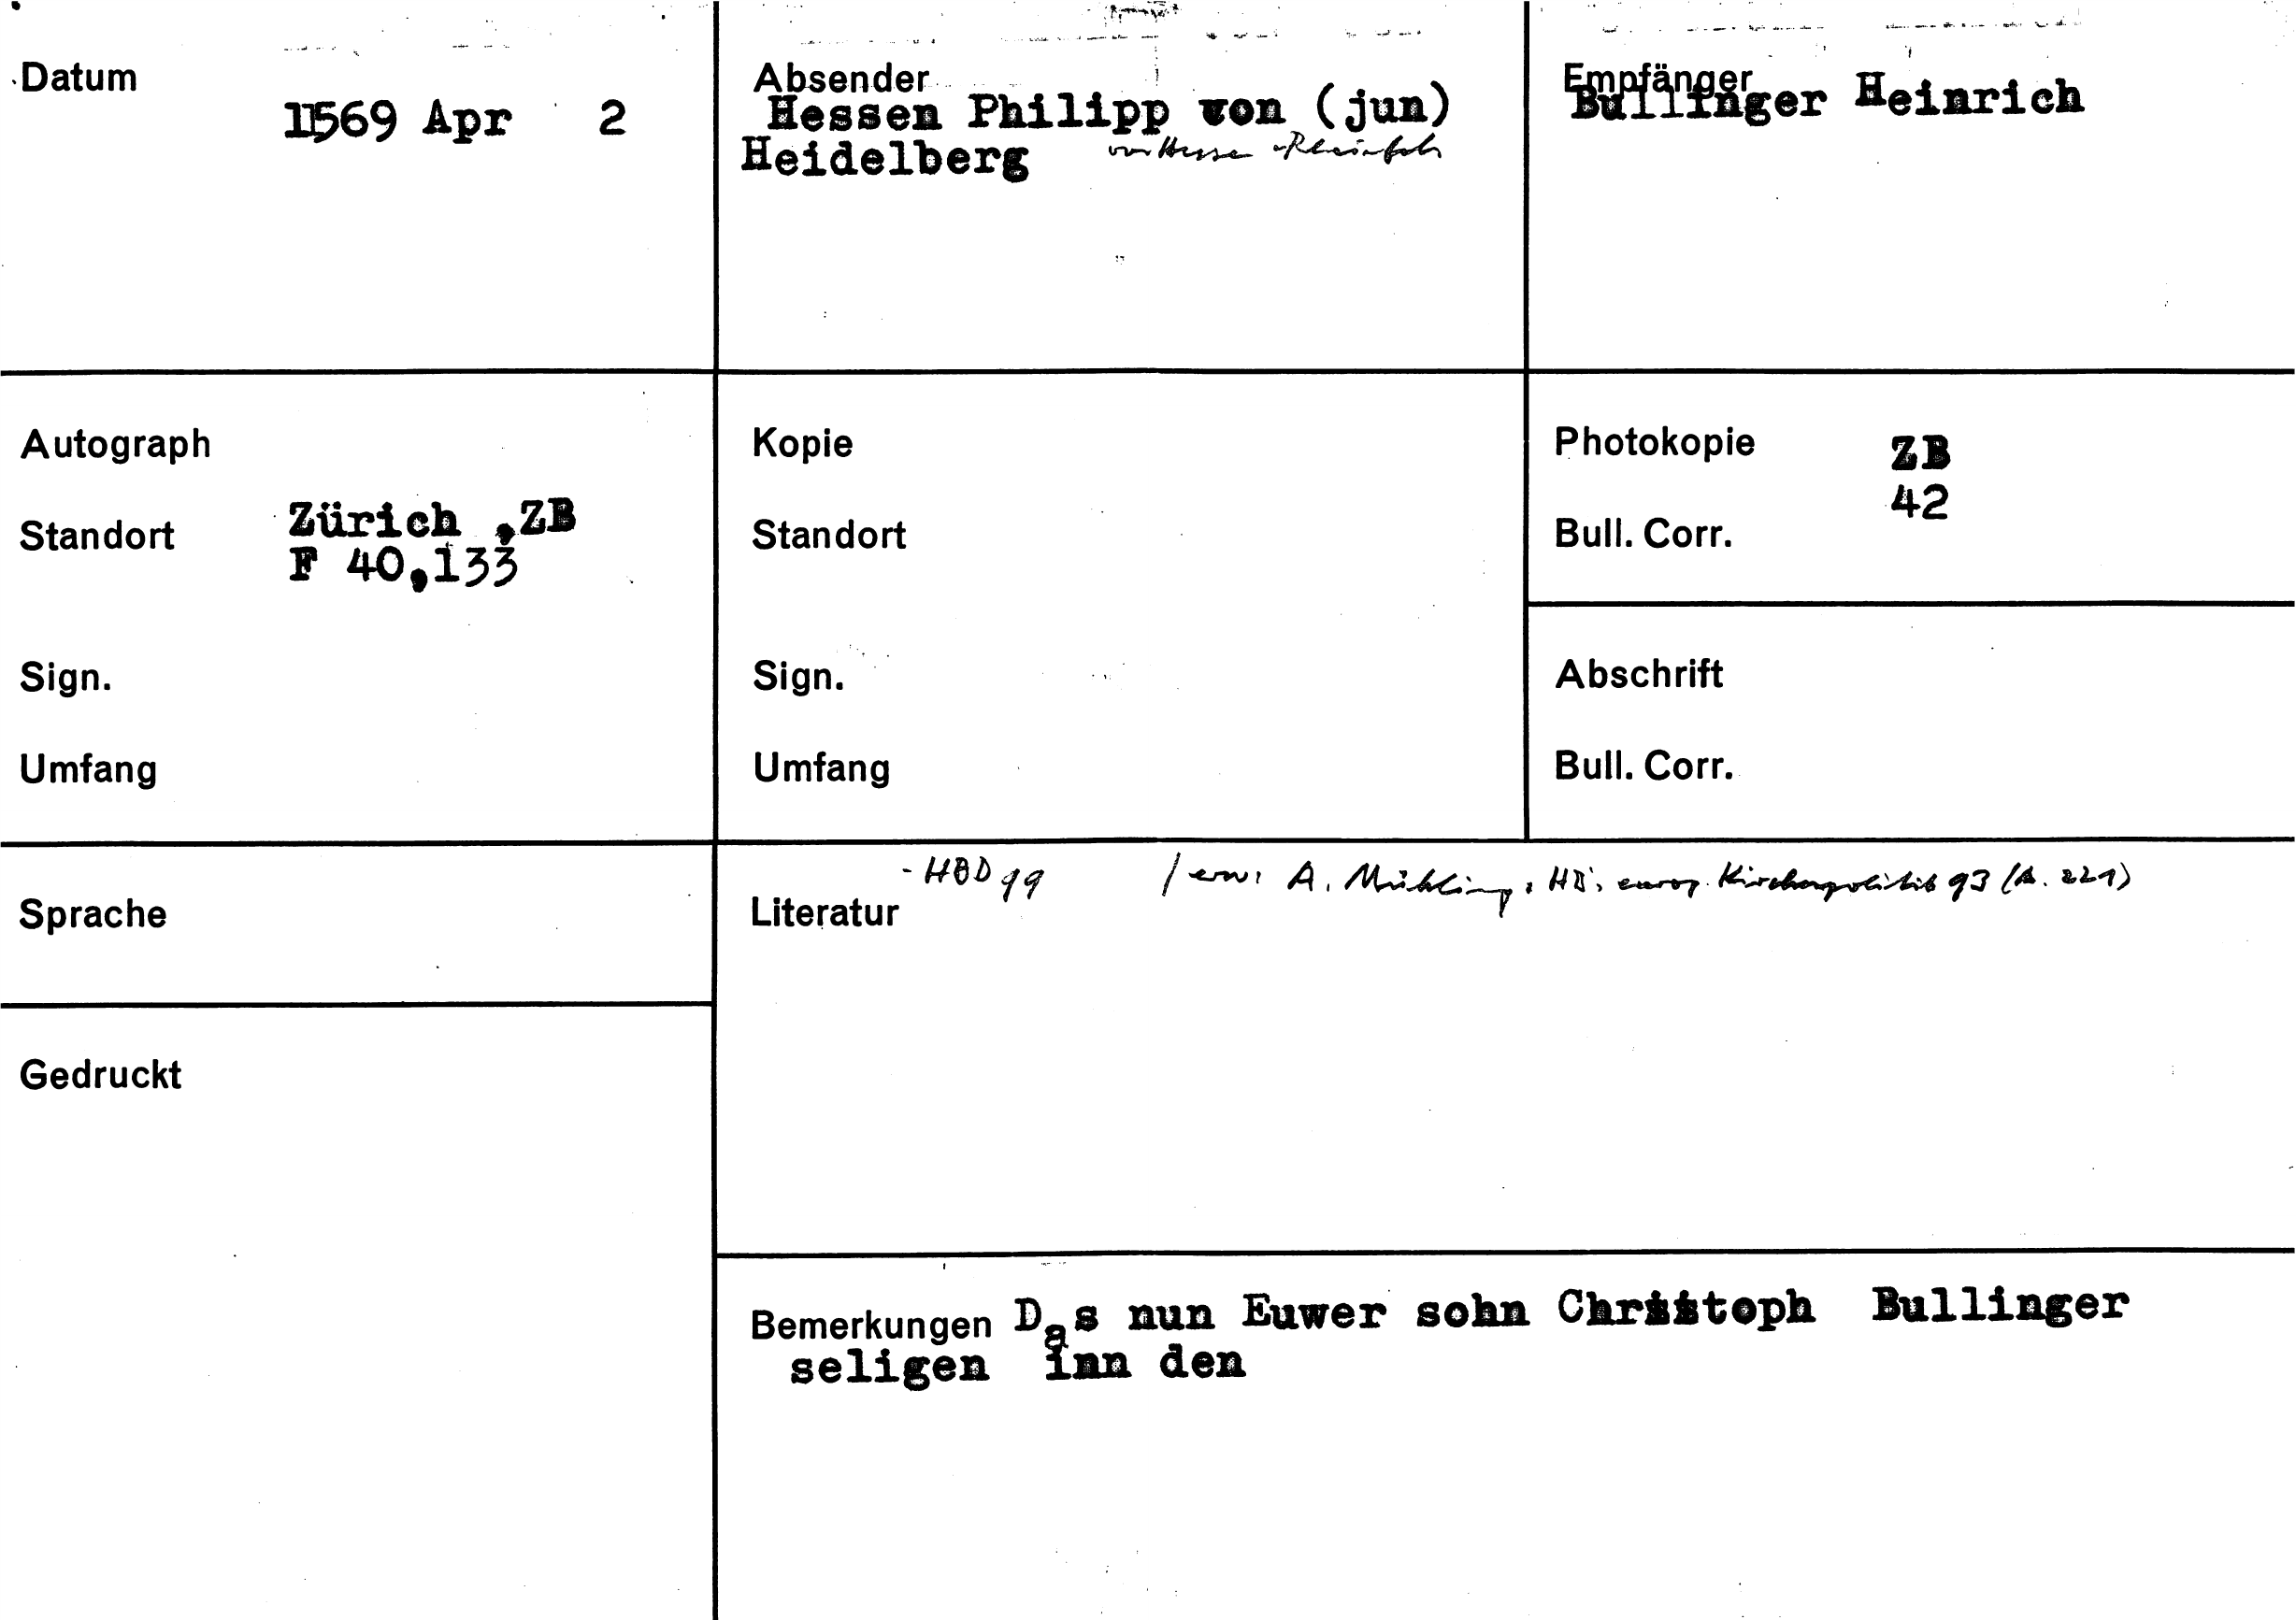 Datum
1569 Apr 2
Absender
Hessen Philipp von (jun)
Heidelberg von Hessen-Rheinfels
Empfänger
Bullinger Heinrich
Autograph
Standort Zürich ,ZB
F 40,133
Sign.
Umfang
Kopie
Standort
Sign.
Umfang
Photokopie ZB
42
Bull. Corr.
Abschrift
Bull. Corr.
Sprache
Gedruckt
- HBD 99 / erw: A. Mühling, HB's europ. Kirchenpolitik 93 (A. 221)
Literatur
Bemerkungen Das nun Euwer sohn Christoph Bullinger
seligen inn den